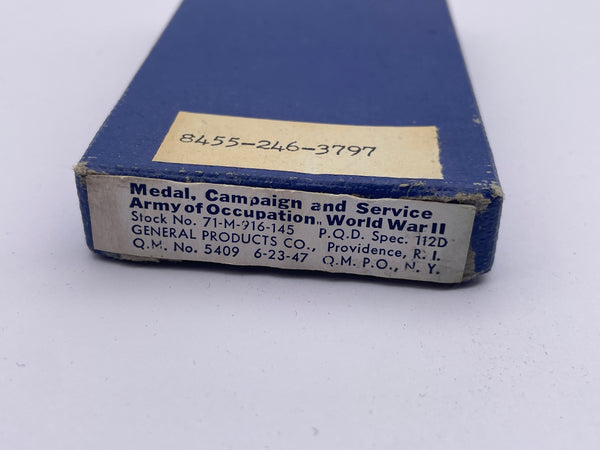 8455-246-3797
Medal, Campaign and Service
Army of Occupation, World War II
Stock No. 71-M-916-145 P.Q.D. Spec. 112D
GENERAL PRODUCTS CO., Providence, R. I.
Q.M. No. 5409 6-23-47 Q.M. P.O., N. Y.